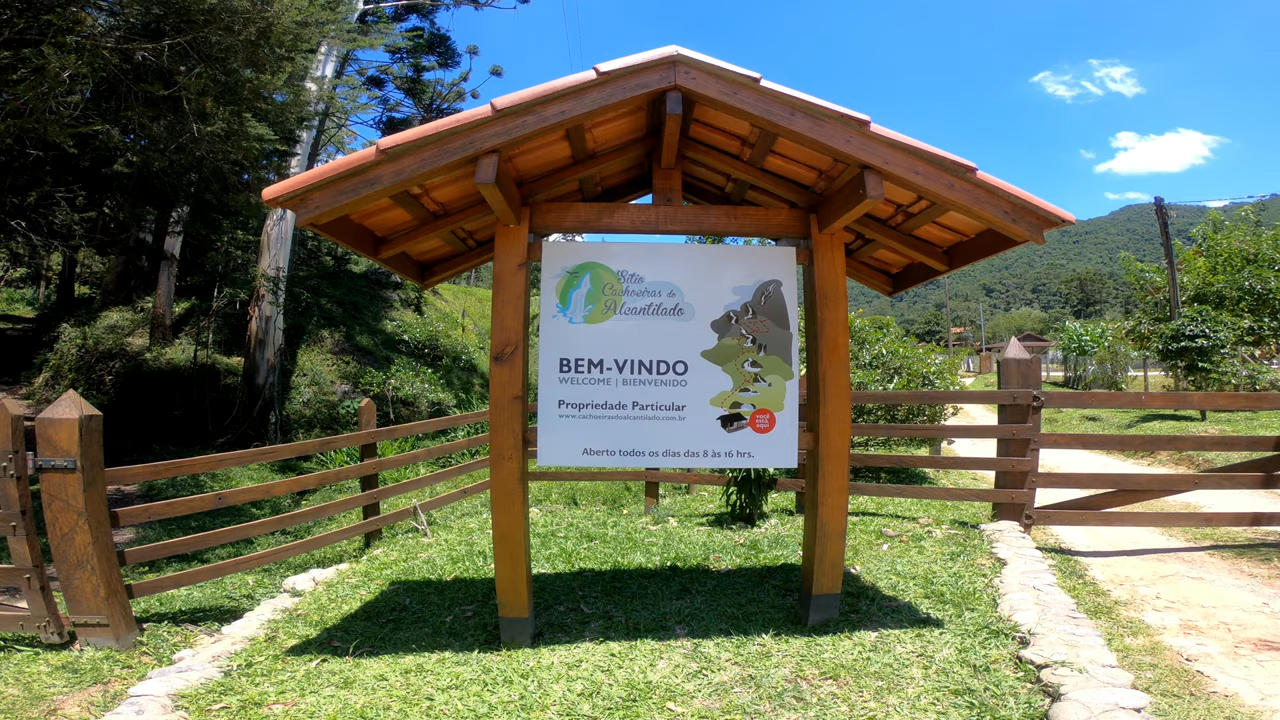 Sítio
Cachoeiras do
Alcantilado
BEM-VINDO
WELCOME | BIENVENIDO
Propriedade Particular
www.cachoeirasdoalcantilado.com.br
você
está
aqui
Aberto todos os dias das 8 às 16 hrs.